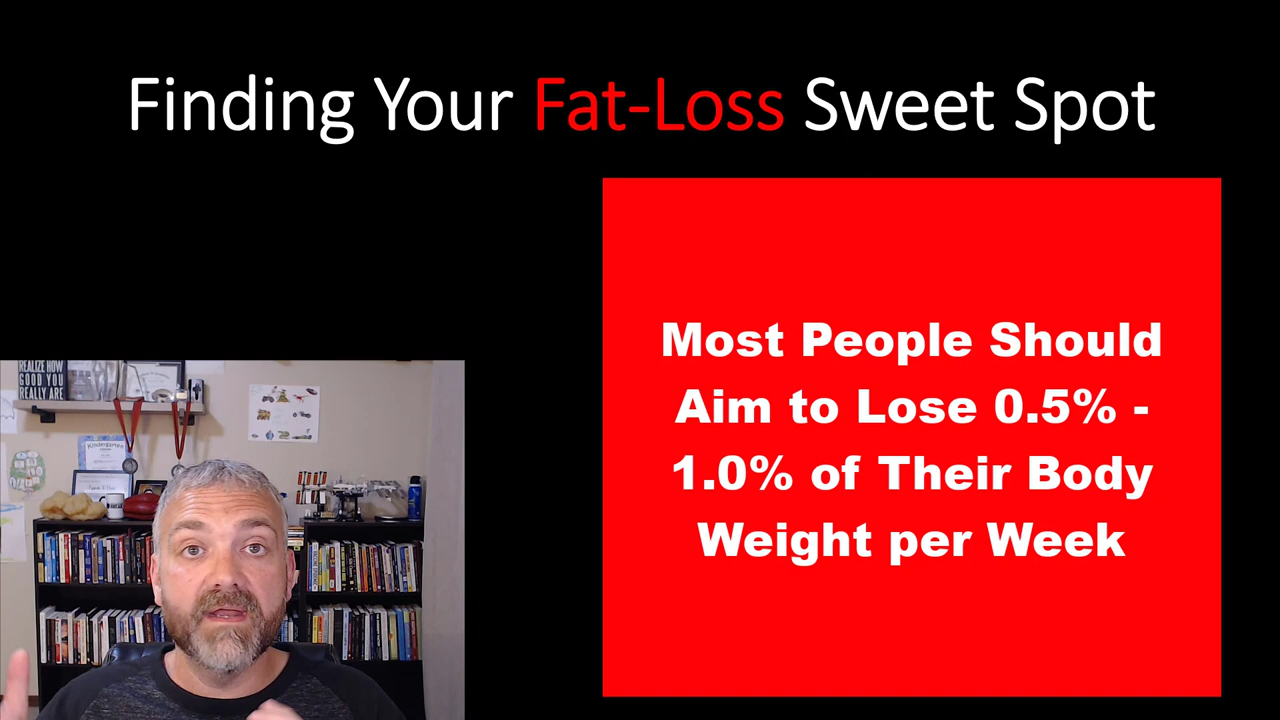 Finding Your Fat-Loss Sweet Spot
Most People Should
Aim to Lose 0.5% -
1.0% of Their Body
Weight per Week
REALIZE HOW
GOOD YOU
REALLY ARE
Kindergarten